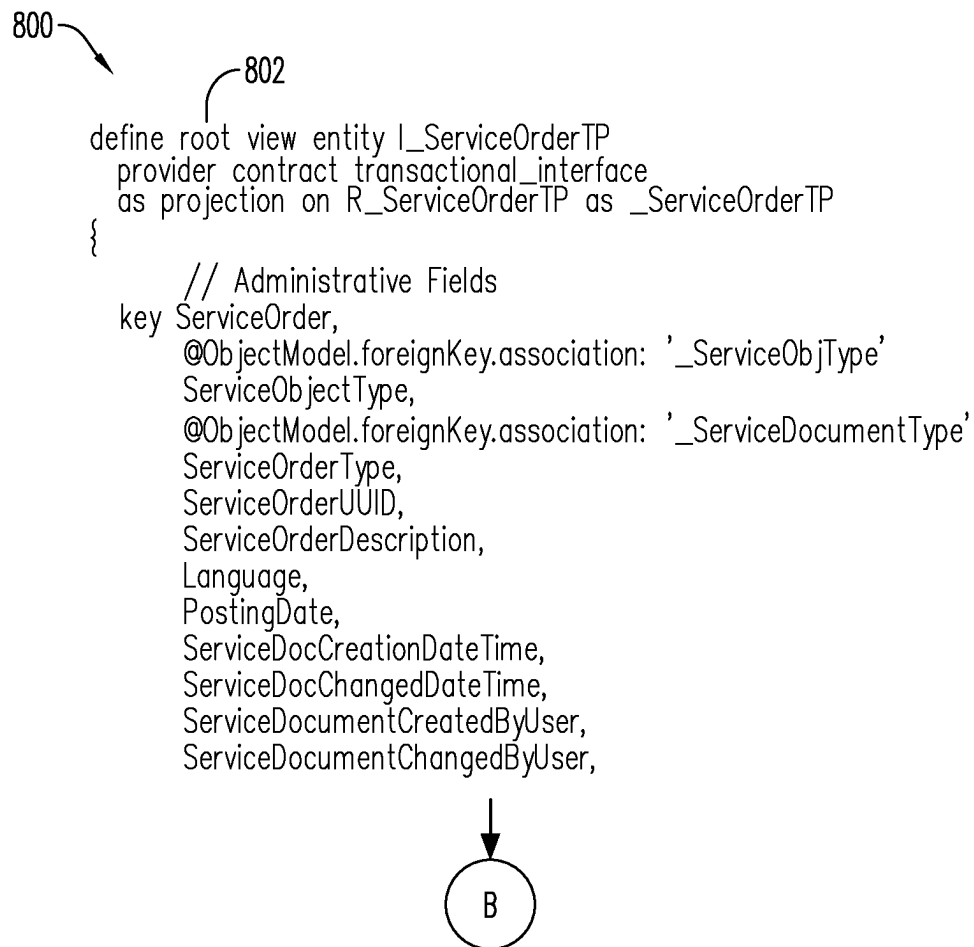 800
802
define root view entity I_ServiceOrderTP
provider contract transactional_interface
as projection on R_ServiceOrderTP as _ServiceOrderTP
{
// Administrative Fields
key ServiceOrder,
@ObjectModel.foreignKey.association: '_ServiceObjType'
ServiceObjectType,
@ObjectModel.foreignKey.association: '_ServiceDocumentType'
ServiceOrderType,
ServiceOrderUUID,
ServiceOrderDescription,
Language,
PostingDate,
ServiceDocCreationDateTime,
ServiceDocChangedDateTime,
ServiceDocumentCreatedByUser,
ServiceDocumentChangedByUser,
B